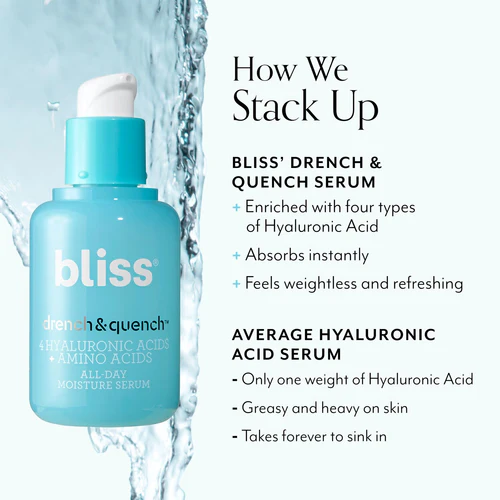 bliss®
drench & quench™
4 HYALURONIC ACIDS
+ AMINO ACIDS
ALL-DAY
MOISTURE SERUM
How We
Stack Up
BLISS' DRENCH &
QUENCH SERUM
+ Enriched with four types
of Hyaluronic Acid
+ Absorbs instantly
+ Feels weightless and refreshing
AVERAGE HYALURONIC
ACID SERUM
- Only one weight of Hyaluronic Acid
- Greasy and heavy on skin
- Takes forever to sink in